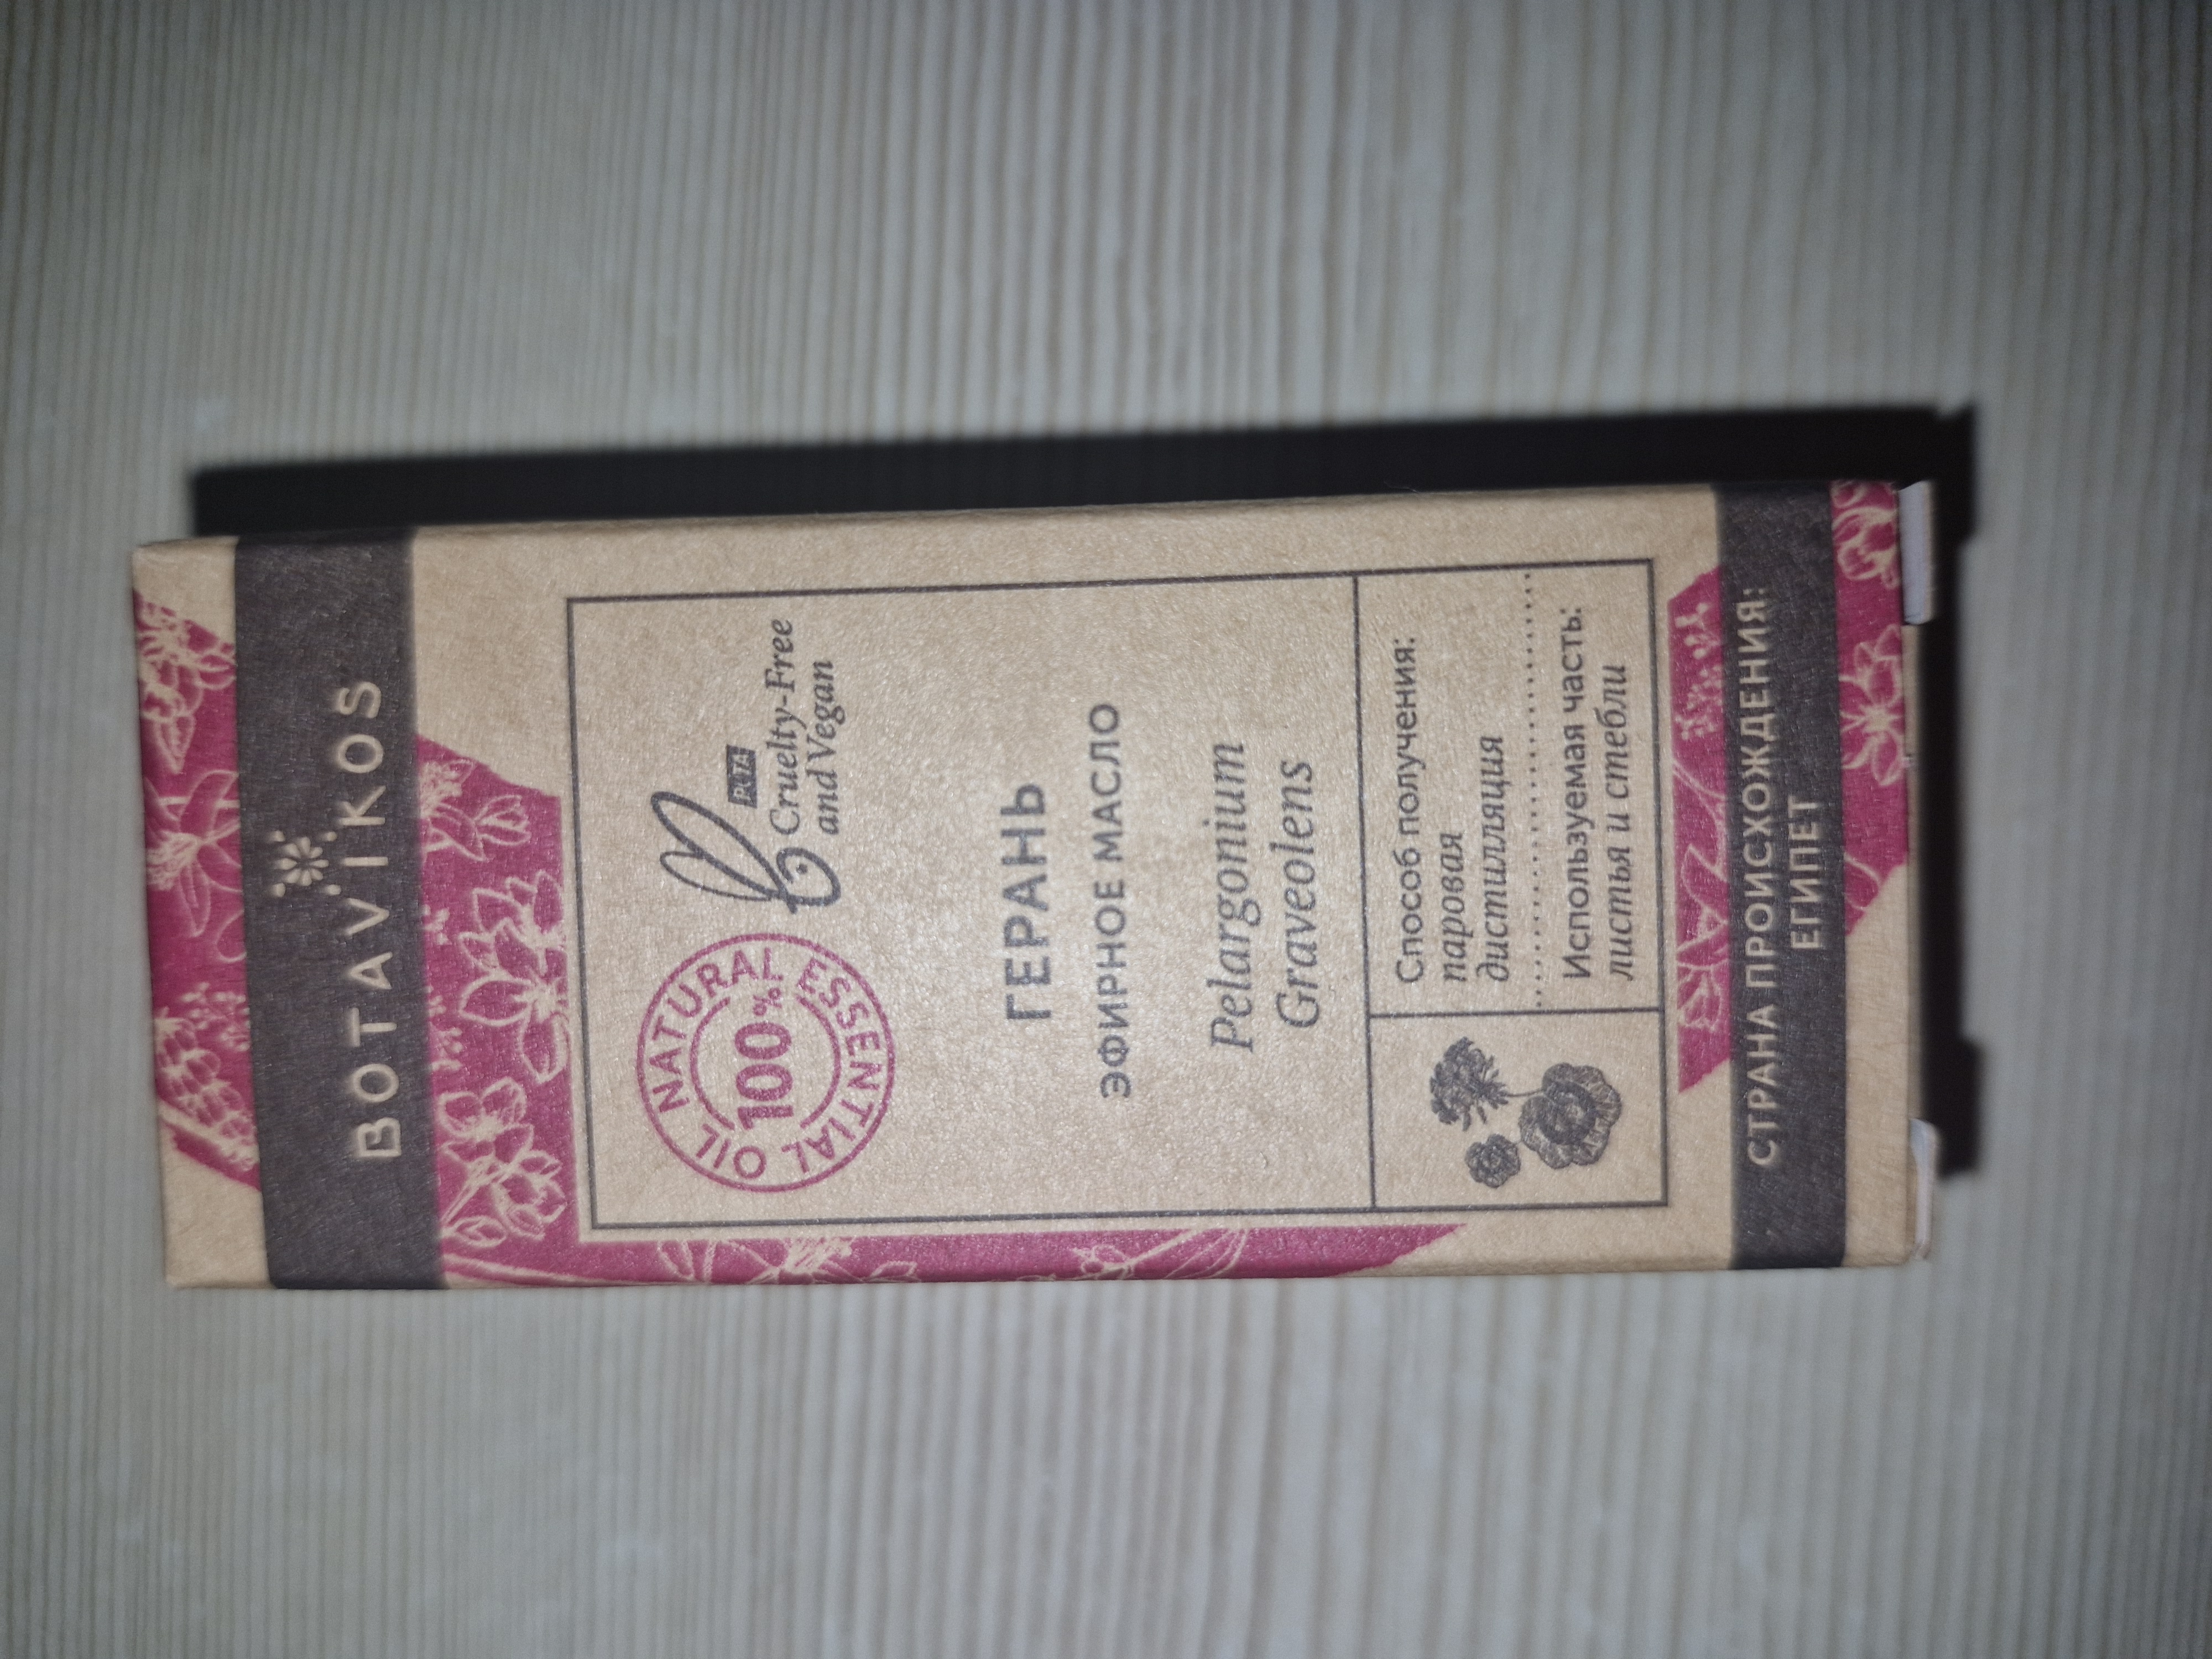 BOTAVIKOS
NATURAL ESSENTIAL OIL
100%
PETA
Cruelty-Free
and Vegan
ГЕРАНЬ
ЭФИРНОЕ МАСЛО
Pelargonium
Graveolens
Способ получения:
паровая
дистилляция
Используемая часть:
листья и стебли
СТРАНА ПРОИСХОЖДЕНИЯ:
ЕГИПЕТ